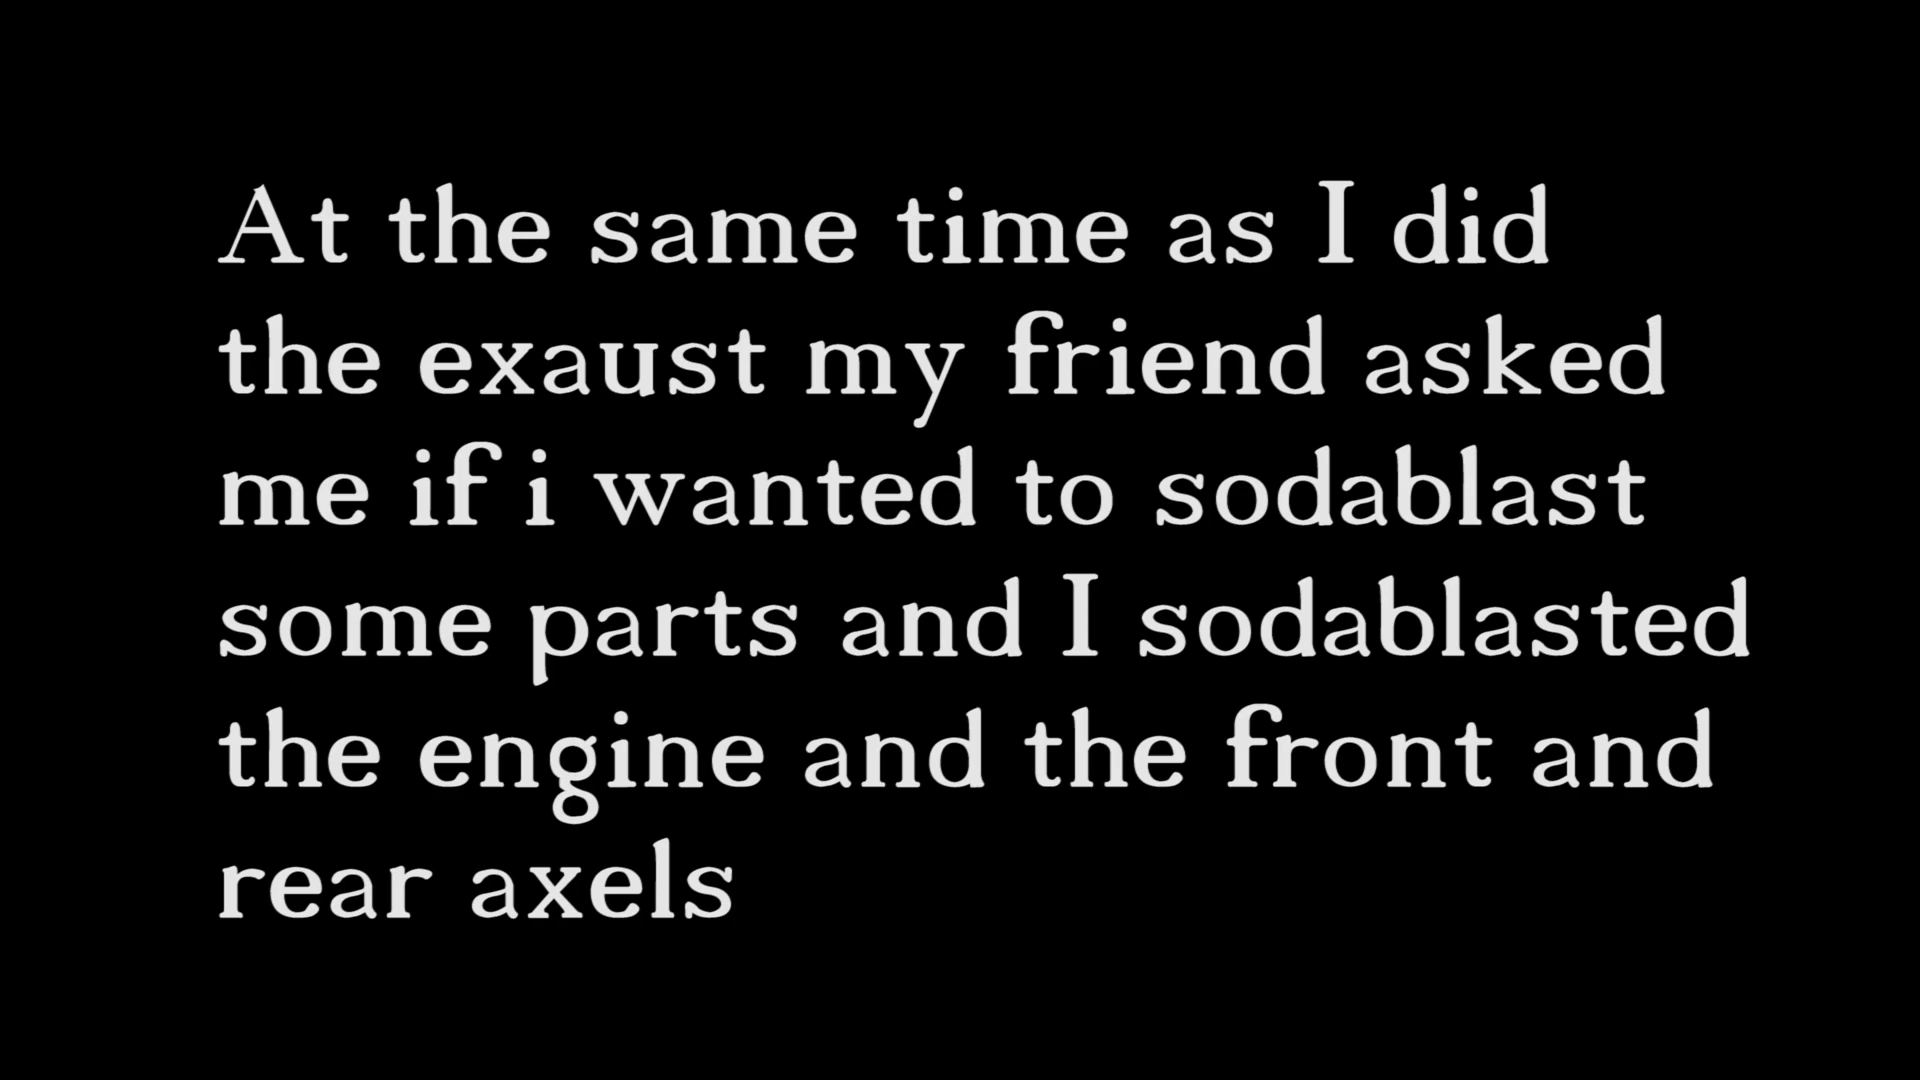 At the same time as I did
the exaust my friend asked
me if i wanted to sodablast
some parts and I sodablasted
the engine and the front and
rear axels